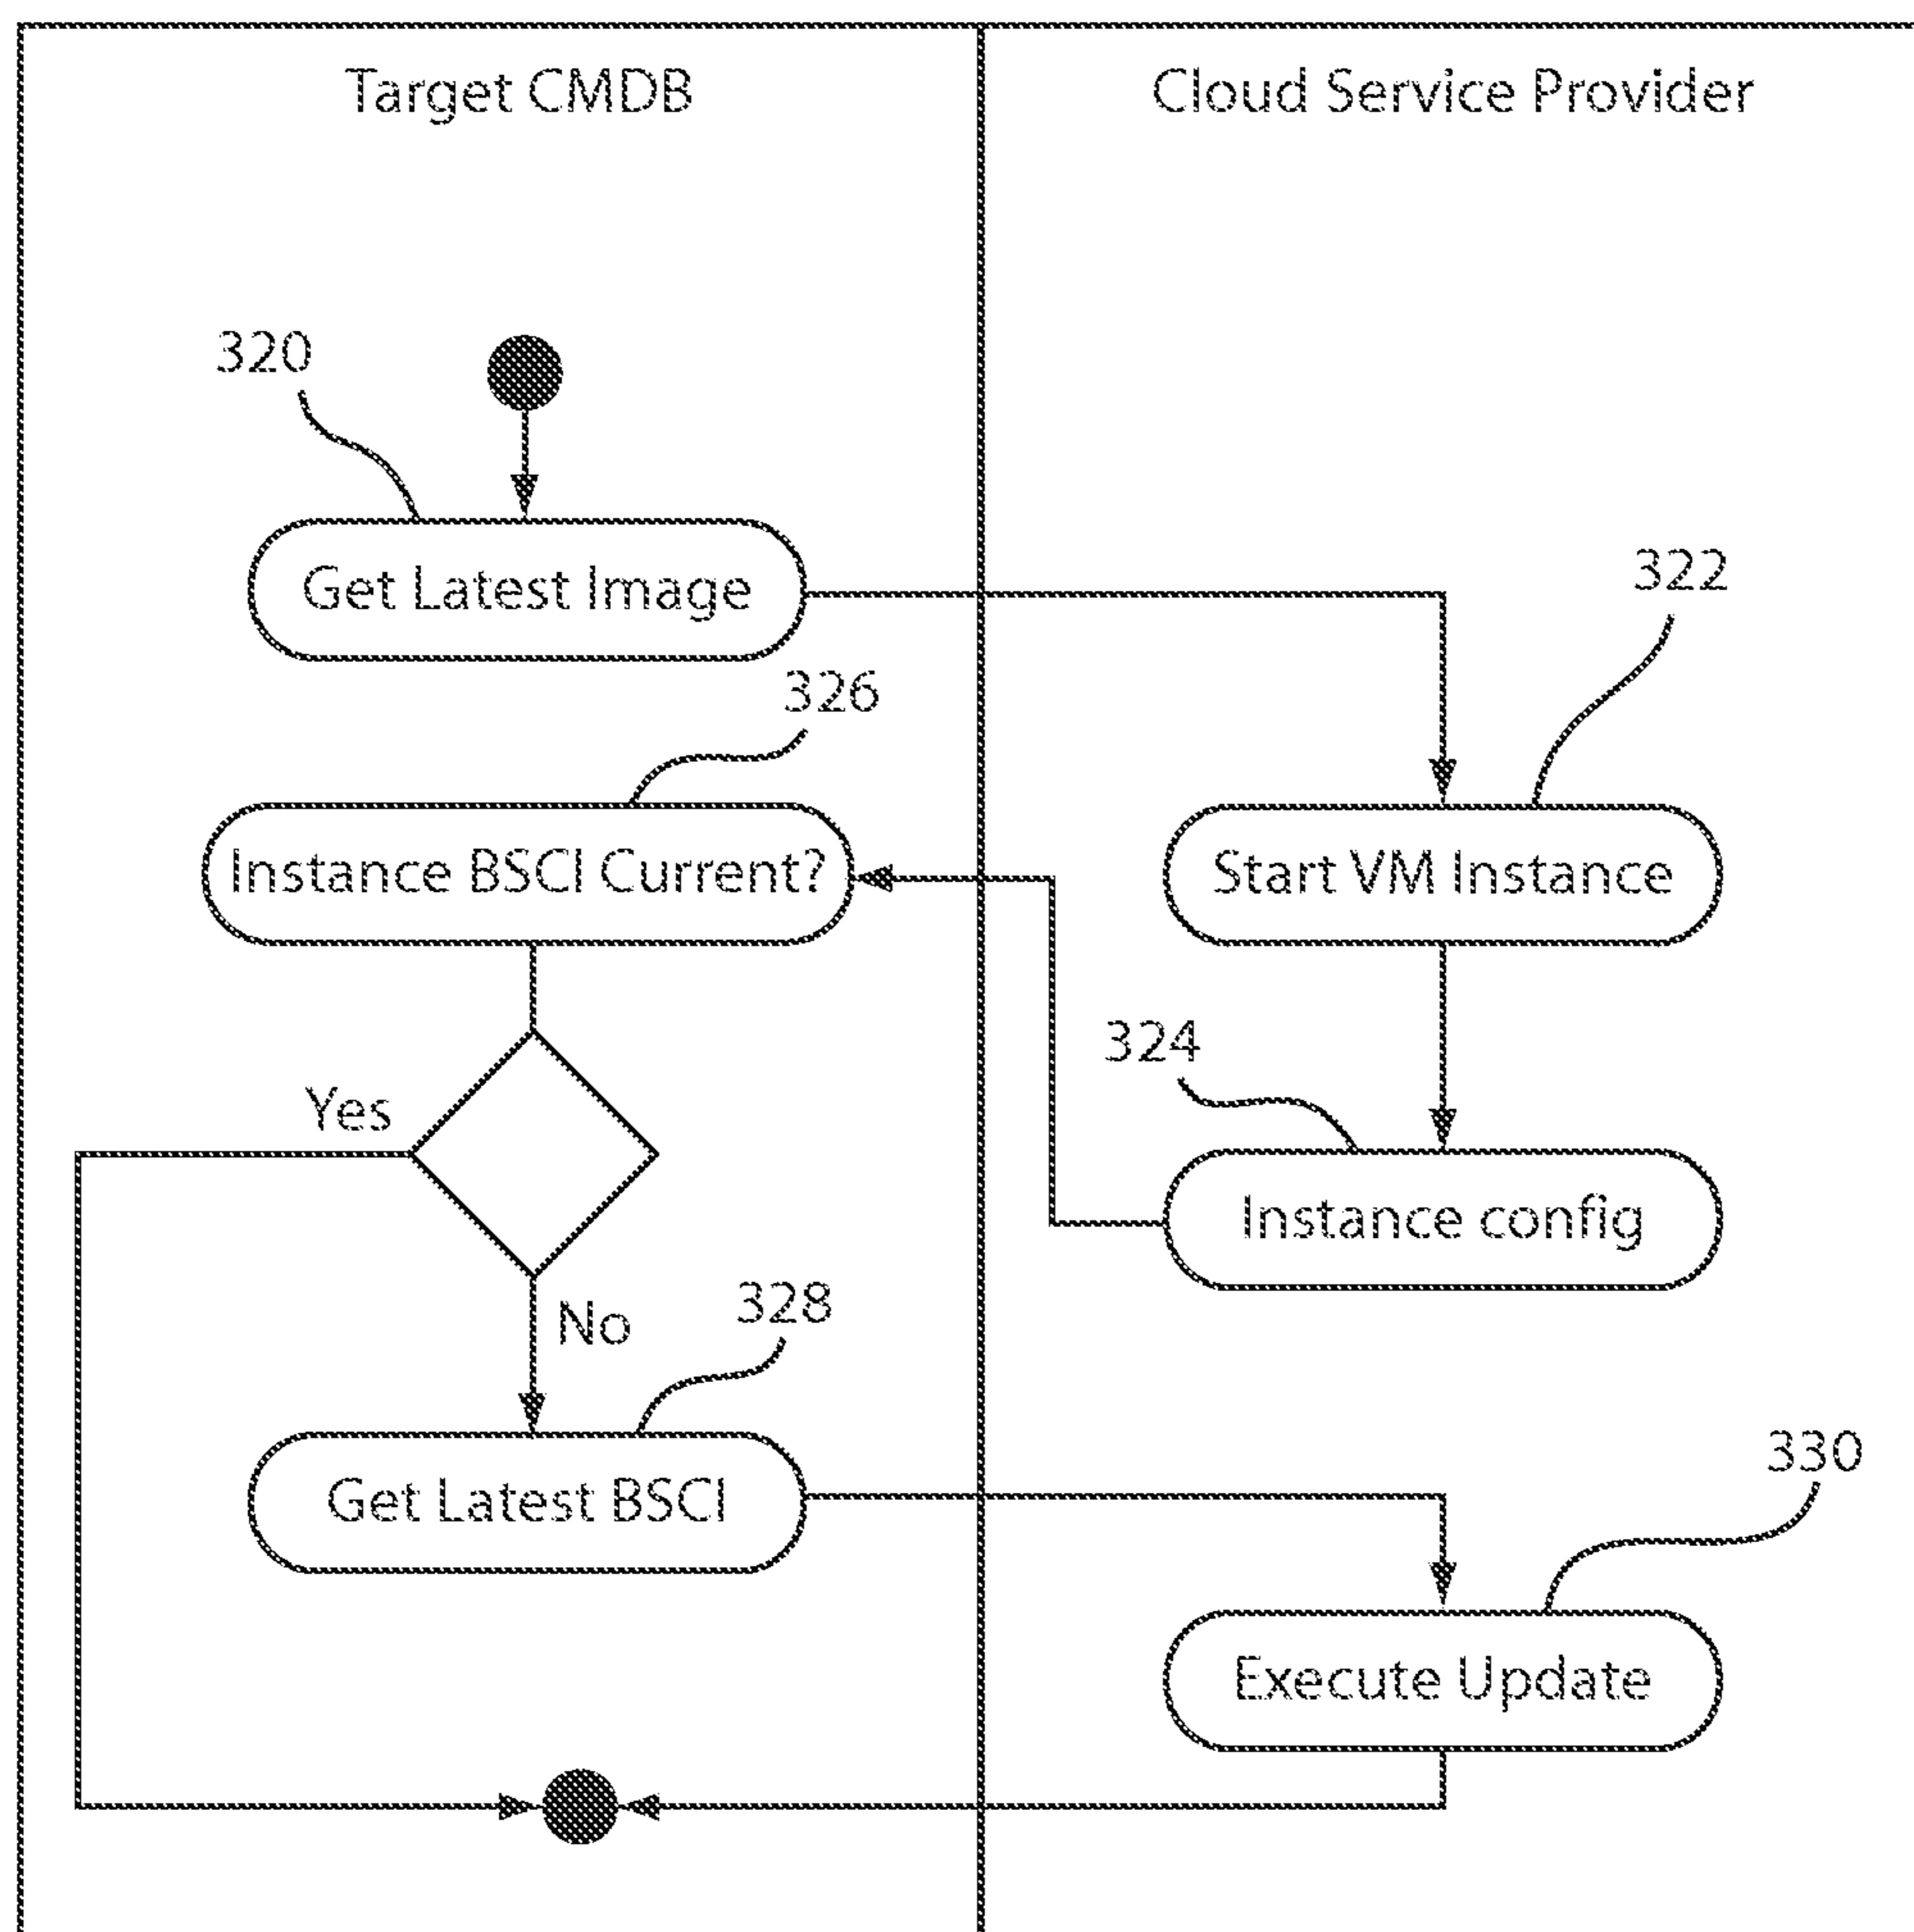 Target CMDB
Cloud Service Provider
320
Get Latest Image
322
326
Instance BSCI Current?
Start VM Instance
324
Yes
Instance config
No
328
Get Latest BSCI
330
Execute Update